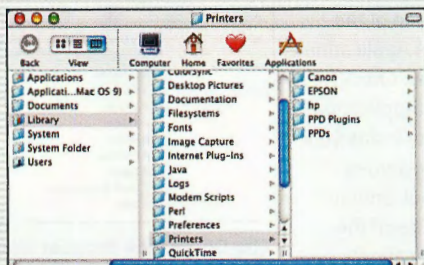 Printers
Back
View
Computer
Home
Favorites
Applications
Applications
Applicati...Mac OS 9)
Documents
Library
System
System Folder
Users
ColorSync
Desktop Pictures
Documentation
Filesystems
Fonts
Image Capture
Internet Plug-Ins
Java
Logs
Modem Scripts
Perl
Preferences
Printers
QuickTime
Canon
EPSON
hp
PPD Plugins
PPDs